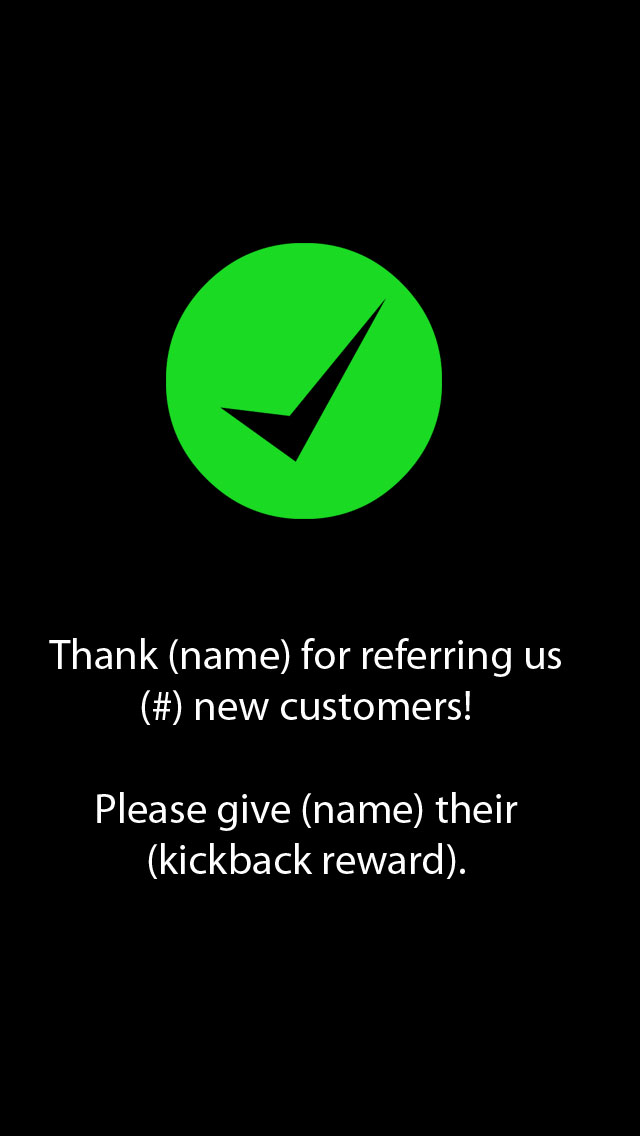 Thank (name) for referring us
(#) new customers!
Please give (name) their
(kickback reward).